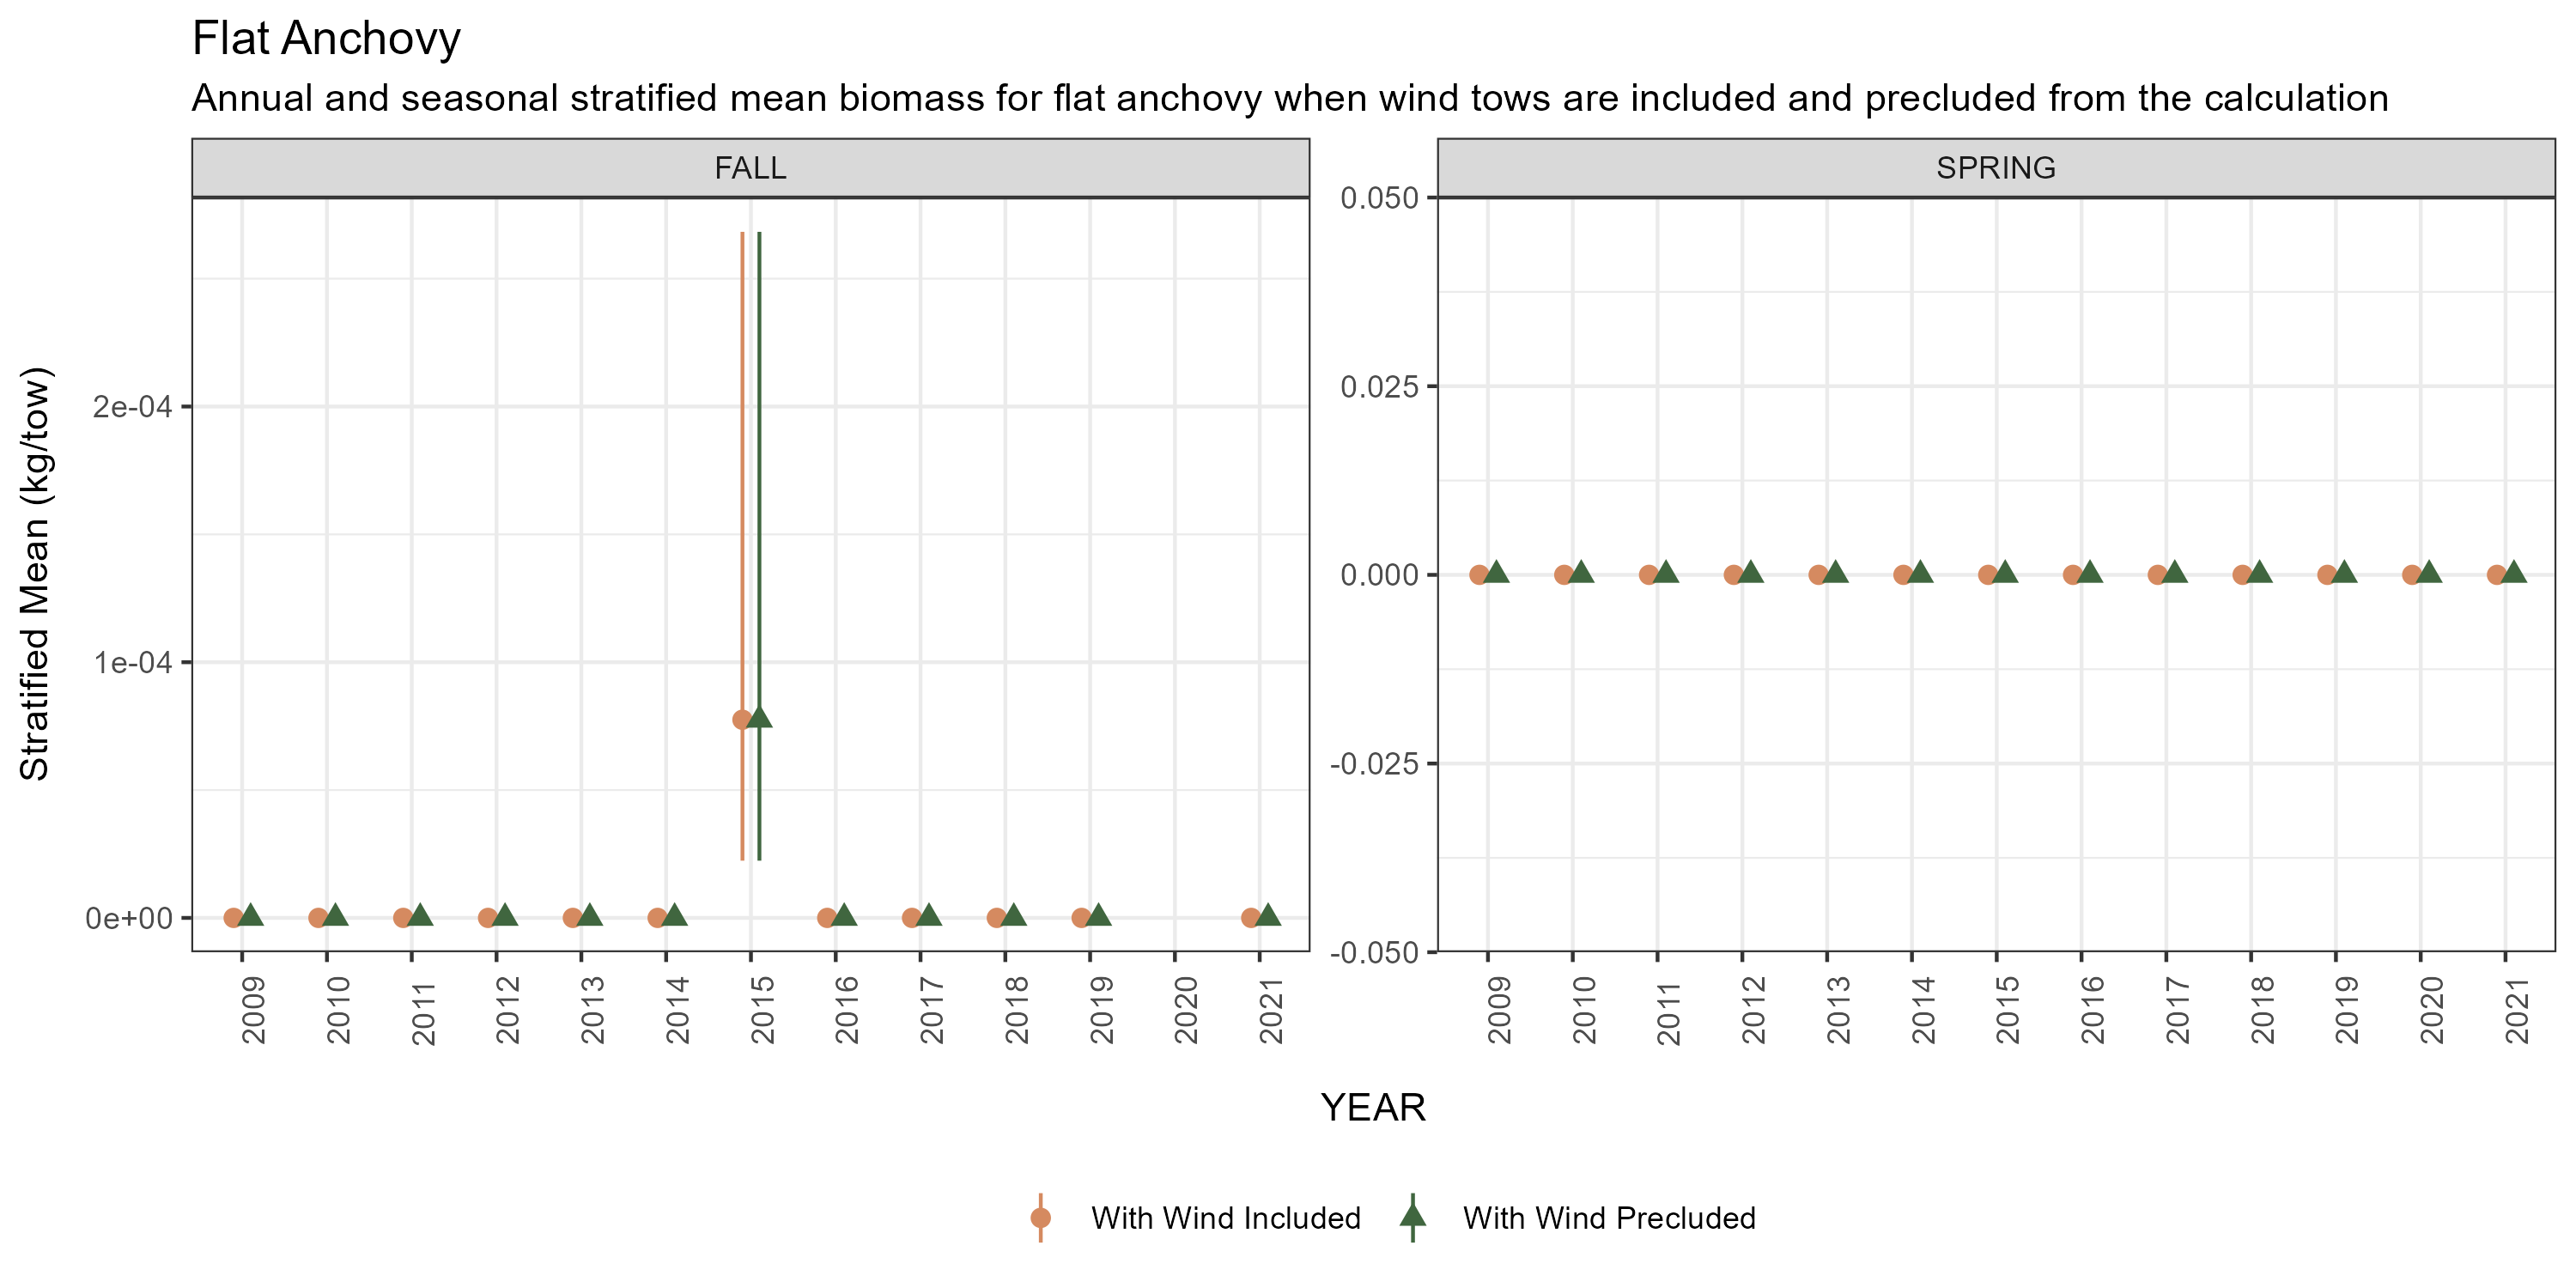 Flat Anchovy
Annual and seasonal stratified mean biomass for flat anchovy when wind tows are included and precluded from the calculation
FALL
SPRING
Stratified Mean (kg/tow)
2e-04
1e-04
0e+00
0.050
0.025
0.000
-0.025
-0.050
2009 2010 2011 2012 2013 2014 2015 2016 2017 2018 2019 2020 2021
2009 2010 2011 2012 2013 2014 2015 2016 2017 2018 2019 2020 2021
YEAR
With Wind Included With Wind Precluded